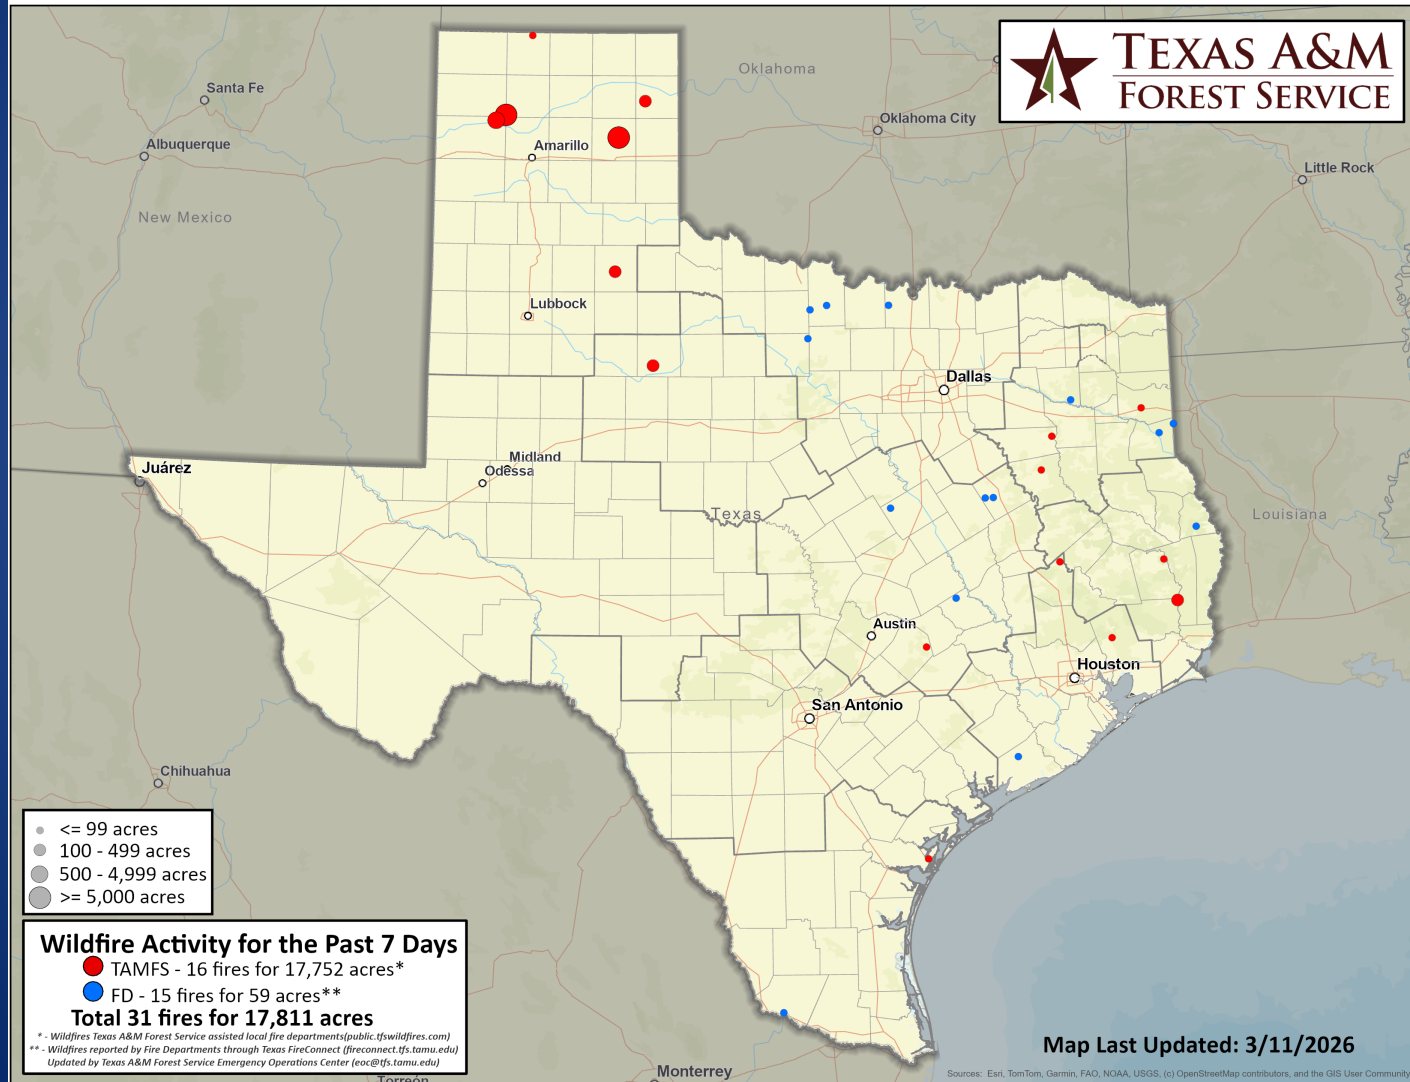 TEXAS A&M
FOREST SERVICE
Oklahoma
Santa Fe
Oklahoma City
Albuquerque
Amarillo
Little Rock
New Mexico
Lubbock
Dallas
Juárez
Midland
Odessa
Texas
Louisiana
Austin
Houston
San Antonio
Chihuahua
<= 99 acres
100 - 499 acres
500 - 4,999 acres
>= 5,000 acres
Wildfire Activity for the Past 7 Days
TAMFS - 16 fires for 17,752 acres*
FD - 15 fires for 59 acres**
Total 31 fires for 17,811 acres
* - Wildfires Texas A&M Forest Service assisted local fire departments(public.tfswildfires.com)
** - Wildfires reported by Fire Departments through Texas FireConnect (fireconnect.tfs.tamu.edu)
Updated by Texas A&M Forest Service Emergency Operations Center (eoc@tfs.tamu.edu)
Map Last Updated: 3/11/2026
Monterrey
Torreón
Sources: Esri, TomTom, Garmin, FAO, NOAA, USGS, (c) OpenStreetMap contributors, and the GIS User Community